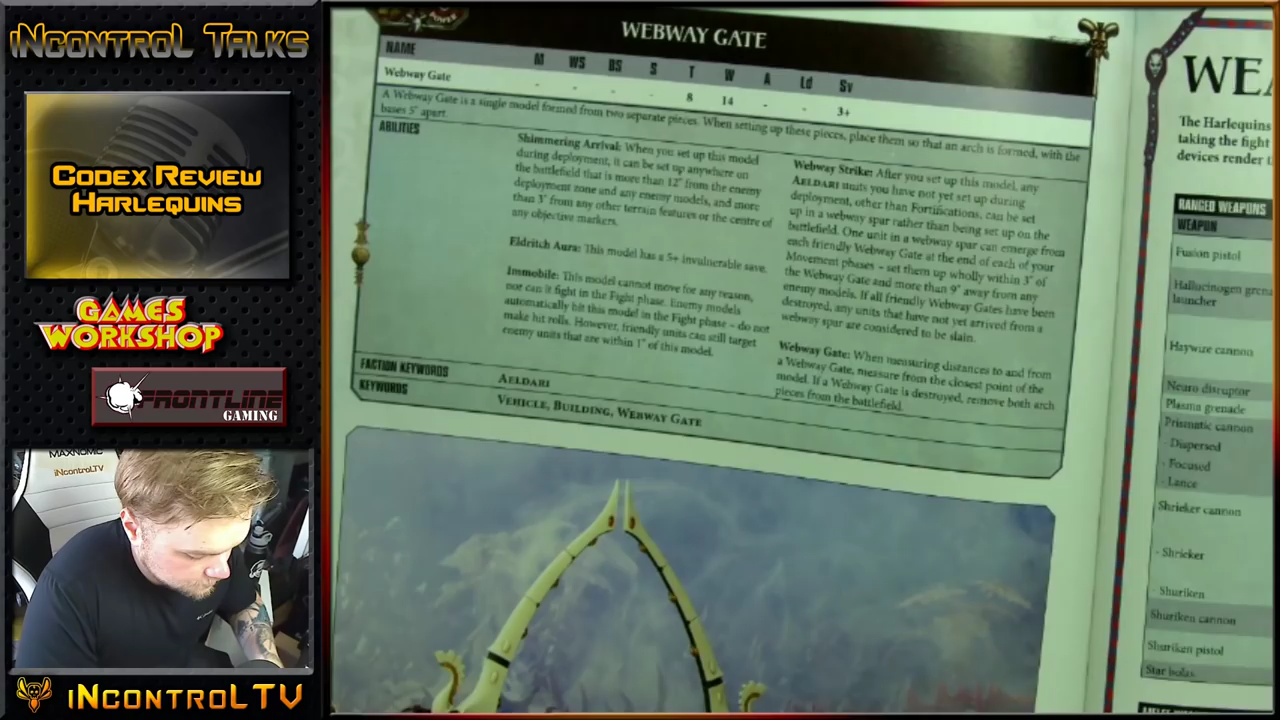 iNcontroL Talks
Codex Review
Harlequins
GAMES
WORKSHOP
FRONTLINE
GAMING
MAXNOMIC
iNcontroLTV
iNcontroLTV
WEBWAY GATE
NAME M WS BS S T W A Ld Sv
Webway Gate - - - - 8 14 - - 3+
A Webway Gate is a single model formed from two separate pieces. When setting up these pieces, place them so that an arch is formed, with the
bases 5" apart.
ABILITIES
Shimmering Arrival: When you set up this model
during deployment, it can be set up anywhere on
the battlefield that is more than 12" from the enemy
deployment zone and any enemy models, and more
than 3" from any other terrain features or the centre of
any objective markers.
Eldritch Aura: This model has a 5+ invulnerable save.
Immobile: This model cannot move for any reason,
nor can it fight in the Fight phase. Enemy models
automatically hit this model in the Fight phase – do not
make hit rolls. However, friendly units can still target
enemy units that are within 1" of this model.
Webway Strike: After you set up this model, any
AELDARI units you have not yet set up during
deployment, other than Fortifications, can be set
up in a webway spar rather than being set up on the
battlefield. One unit in a webway spar can emerge from
each friendly Webway Gate at the end of each of your
Movement phases – set them up wholly within 3" of
the Webway Gate and more than 9" away from any
enemy models. If all friendly Webway Gates have been
destroyed, any units that have not yet arrived from a
webway spar are considered to be slain.
Webway Gate: When measuring distances to and from
a Webway Gate, measure from the closest point of the
model. If a Webway Gate is destroyed, remove both arch
pieces from the battlefield.
FACTION KEYWORDS AELDARI
KEYWORDS VEHICLE, BUILDING, WEBWAY GATE
WEA
The Harlequins
taking the fight
devices render t
RANGED WEAPONS
WEAPON
Fusion pistol
Hallucinogen grena
launcher
Haywire cannon
Neuro disruptor
Plasma grenade
Prismatic cannon
- Dispersed
- Focused
- Lance
Shrieker cannon
- Shrieker
- Shuriken
Shuriken cannon
Shuriken pistol
Star bolas